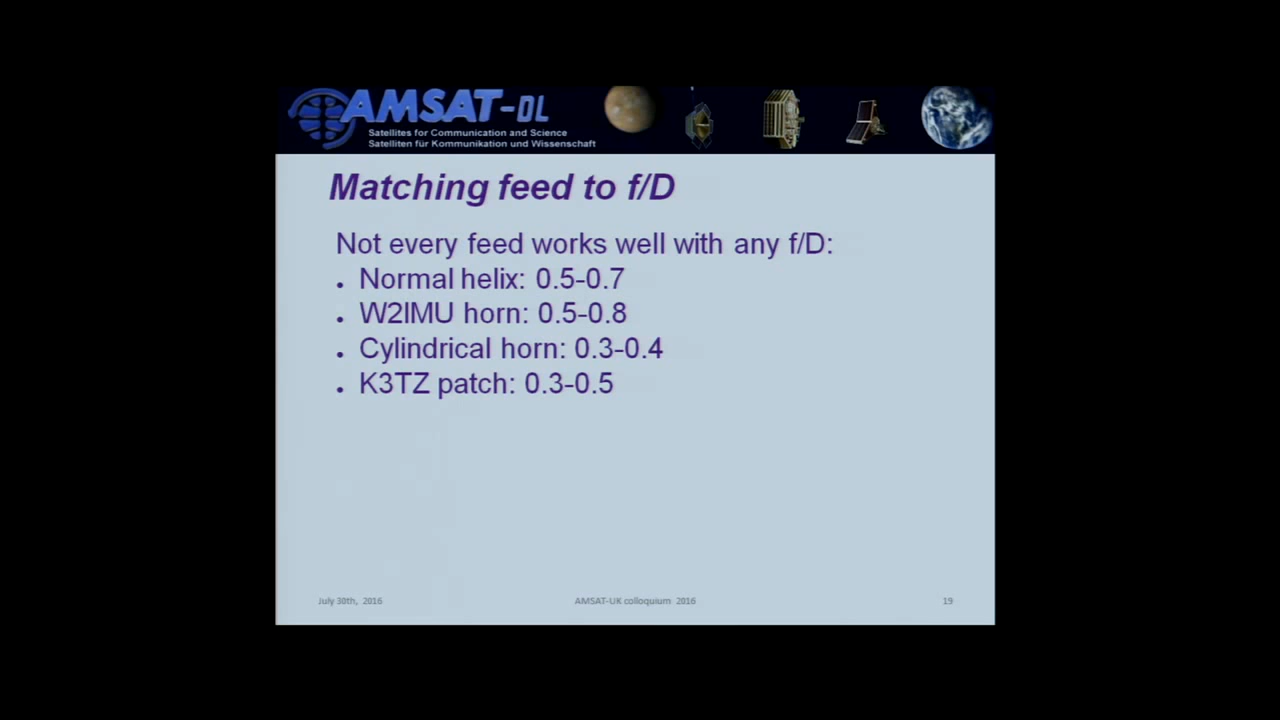 AMSAT-DL
Satellites for Communication and Science
Satelliten für Kommunikation und Wissenschaft
Matching feed to f/D
Not every feed works well with any f/D:
• Normal helix: 0.5-0.7
• W2IMU horn: 0.5-0.8
• Cylindrical horn: 0.3-0.4
• K3TZ patch: 0.3-0.5
July 30th, 2016
AMSAT-UK colloquium 2016
19